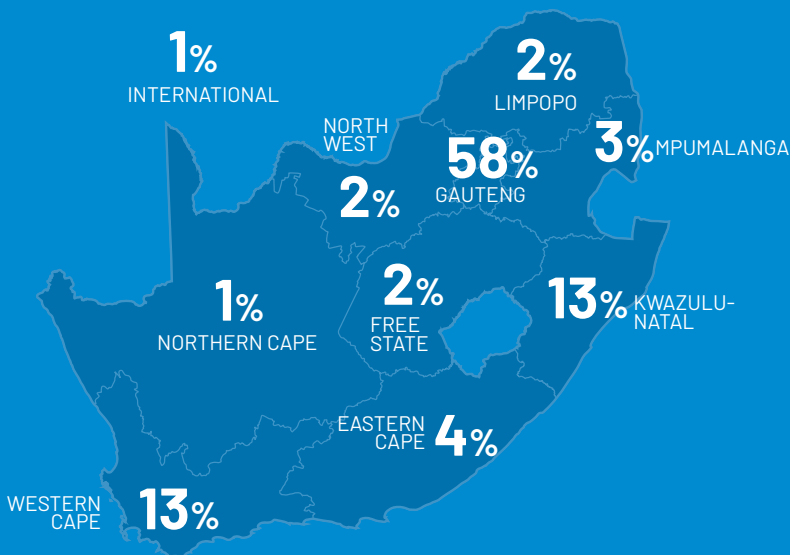 1%
INTERNATIONAL
2%
LIMPOPO
NORTH
WEST
2%
58%
GAUTENG
3% MPUMALANGA
1%
NORTHERN CAPE
2%
FREE
STATE
13% KWAZULU-
NATAL
EASTERN
CAPE 4%
WESTERN
CAPE 13%